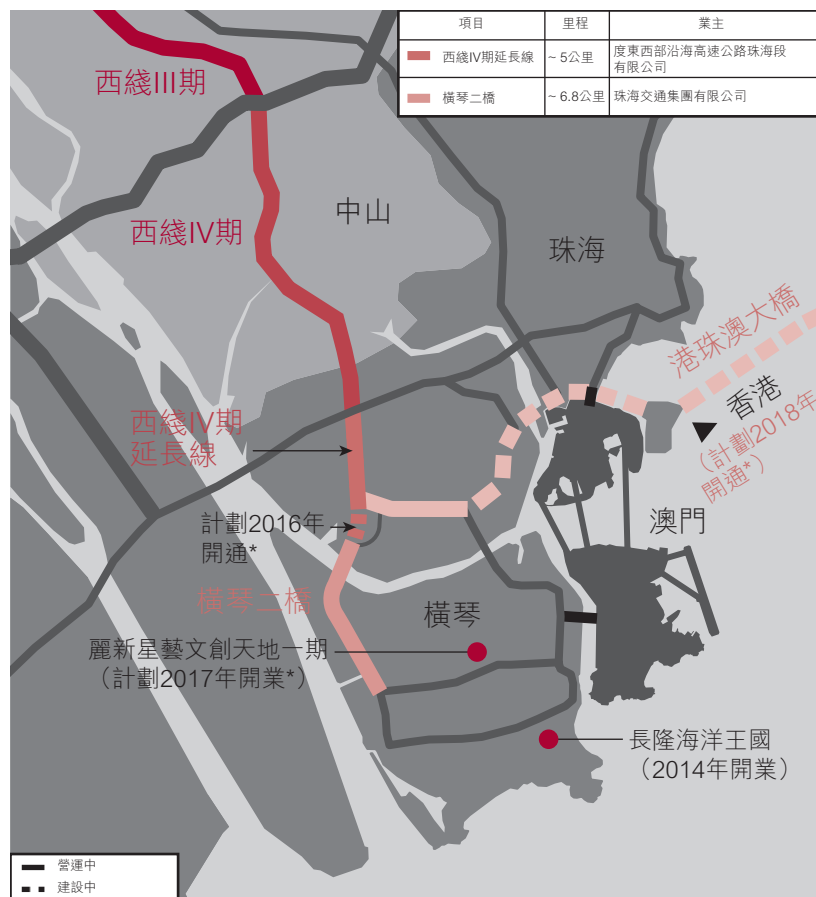 項目 里程 業主
西綫IV期延長線 ~ 5公里 度東西部沿海高速公路珠海段
有限公司
橫琴二橋 ~ 6.8公里 珠海交通集團有限公司
西綫III期
中山
西綫IV期
珠海
港珠澳大橋
香港
(計劃2018年
開通*)
西綫IV期
延長線
澳門
計劃2016年
開通*
橫琴二橋
橫琴
麗新星藝文創天地一期
(計劃2017年開業*)
長隆海洋王國
(2014年開業)
營運中
建設中